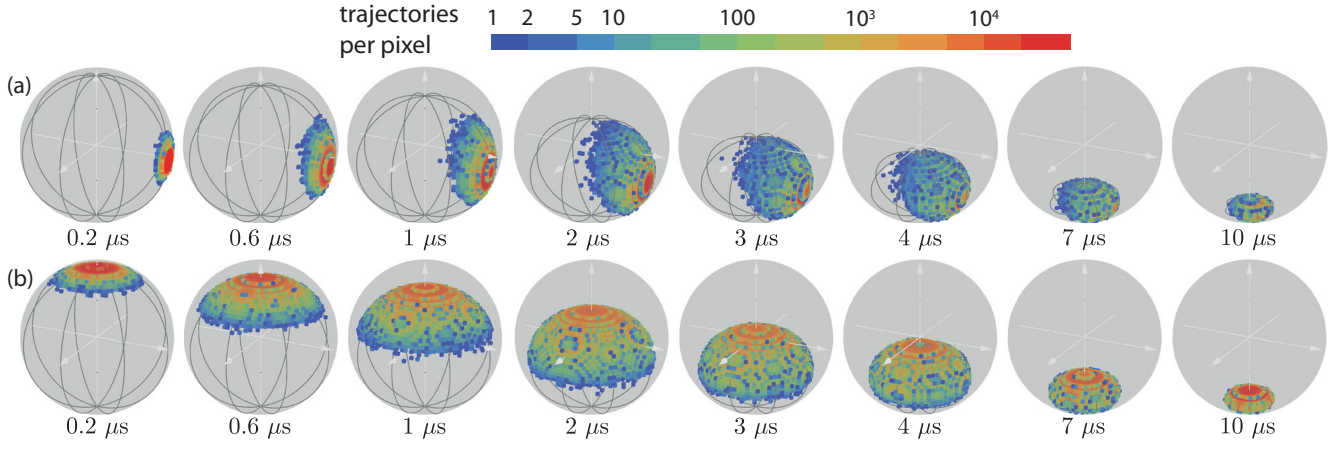 trajectories
per pixel
1 2 5 10 100 10³ 10⁴
(a)
0.2 μs 0.6 μs 1 μs 2 μs 3 μs 4 μs 7 μs 10 μs
(b)
0.2 μs 0.6 μs 1 μs 2 μs 3 μs 4 μs 7 μs 10 μs